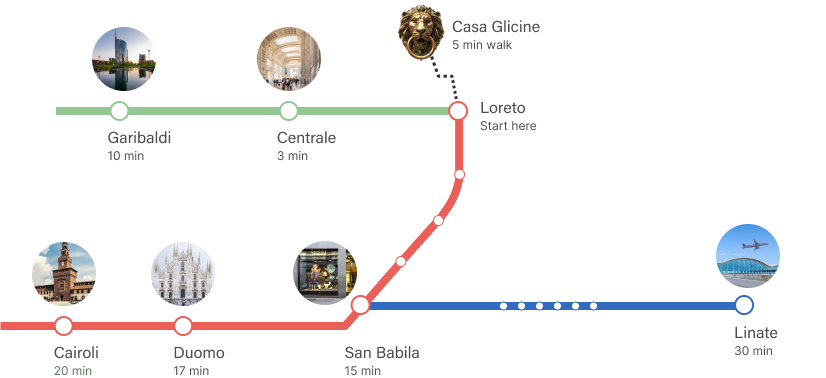 Casa Glicine
5 min walk
Loreto
Start here
Garibaldi
10 min
Centrale
3 min
Linate
30 min
Cairoli
20 min
Duomo
17 min
San Babila
15 min